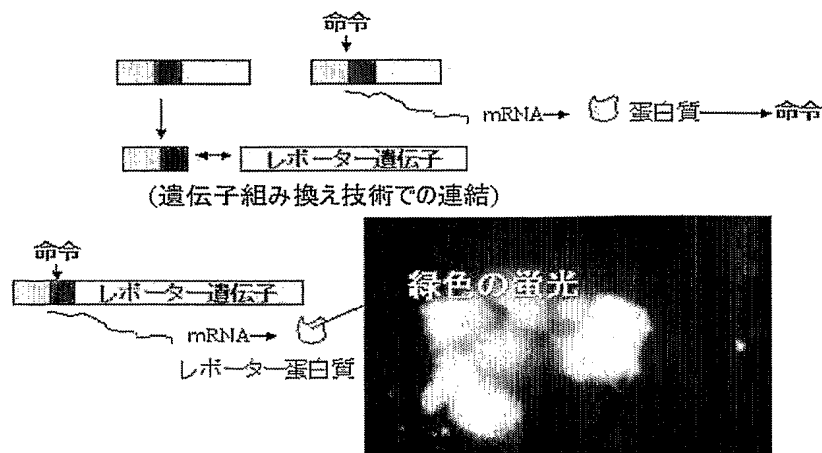 命令
mRNA
蛋白質
命令
レポーター遺伝子
(遺伝子組み換え技術での連結)
命令
レポーター遺伝子
緑色の蛍光
mRNA
レポーター蛋白質